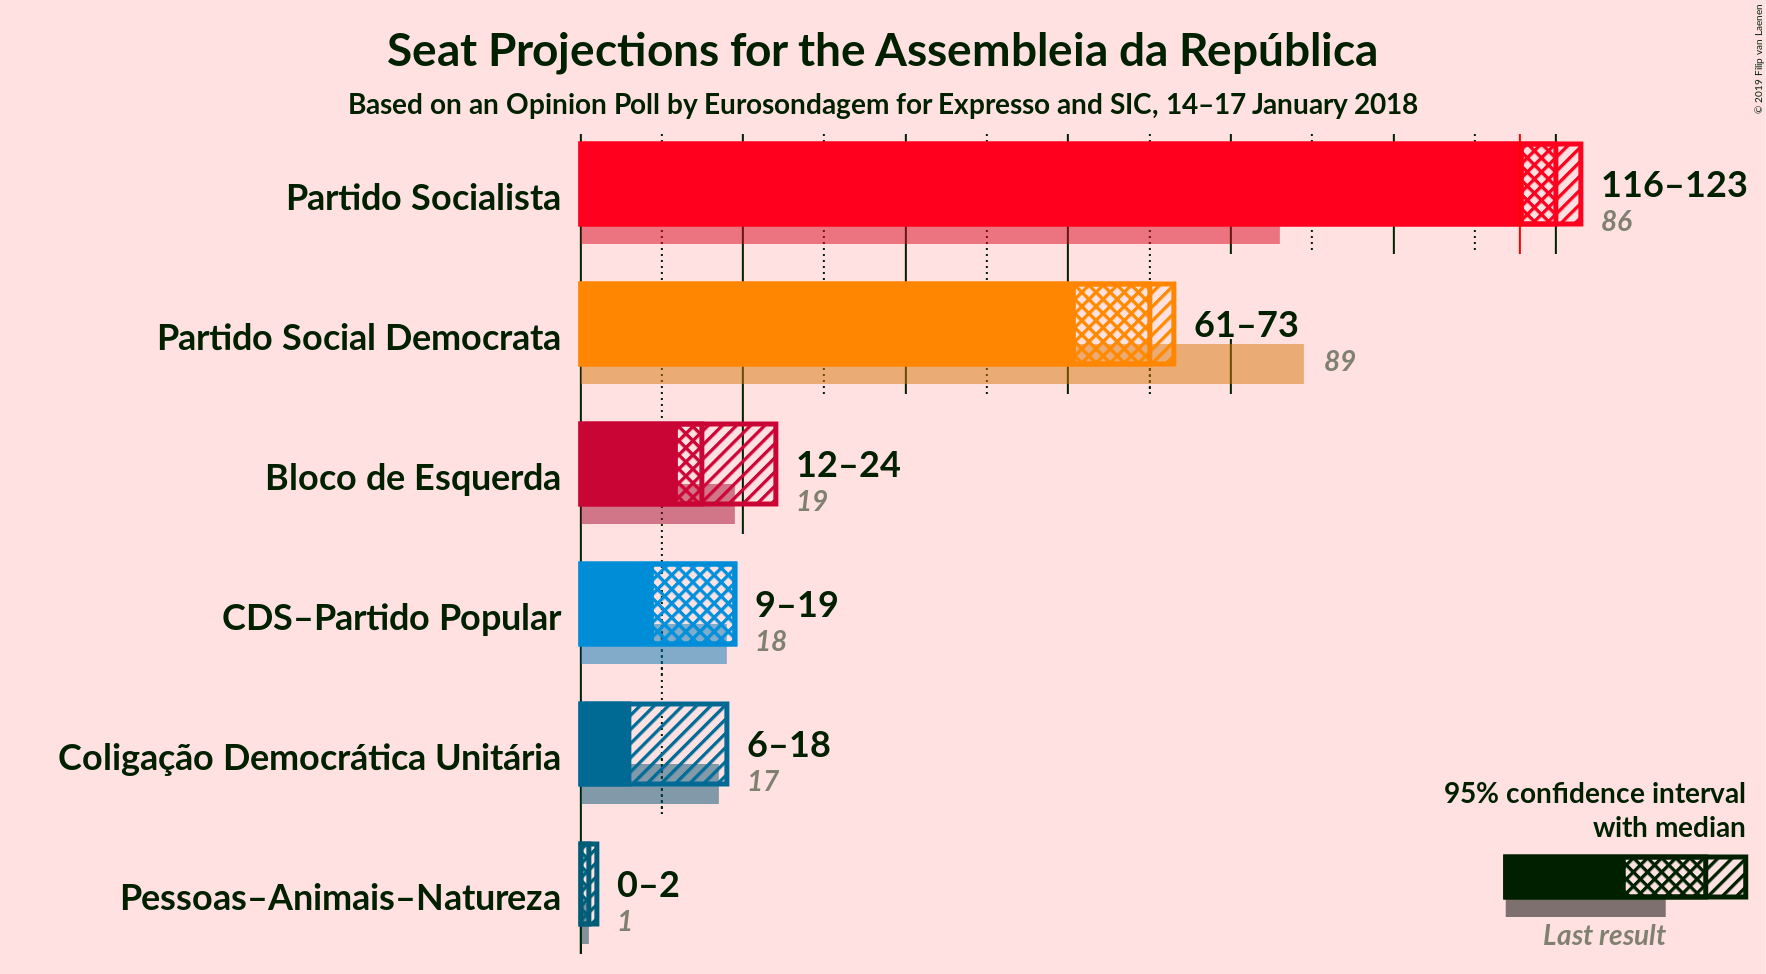 Seat Projections for the Assembleia da República
Based on an Opinion Poll by Eurosondagem for Expresso and SIC, 14–17 January 2018
© 2019 Filip van Laenen
Partido Socialista
116–123
86
Partido Social Democrata
61–73
89
Bloco de Esquerda
12–24
19
CDS–Partido Popular
9–19
18
Coligação Democrática Unitária
6–18
17
Pessoas–Animais–Natureza
0–2
1
95% confidence interval
with median
Last result